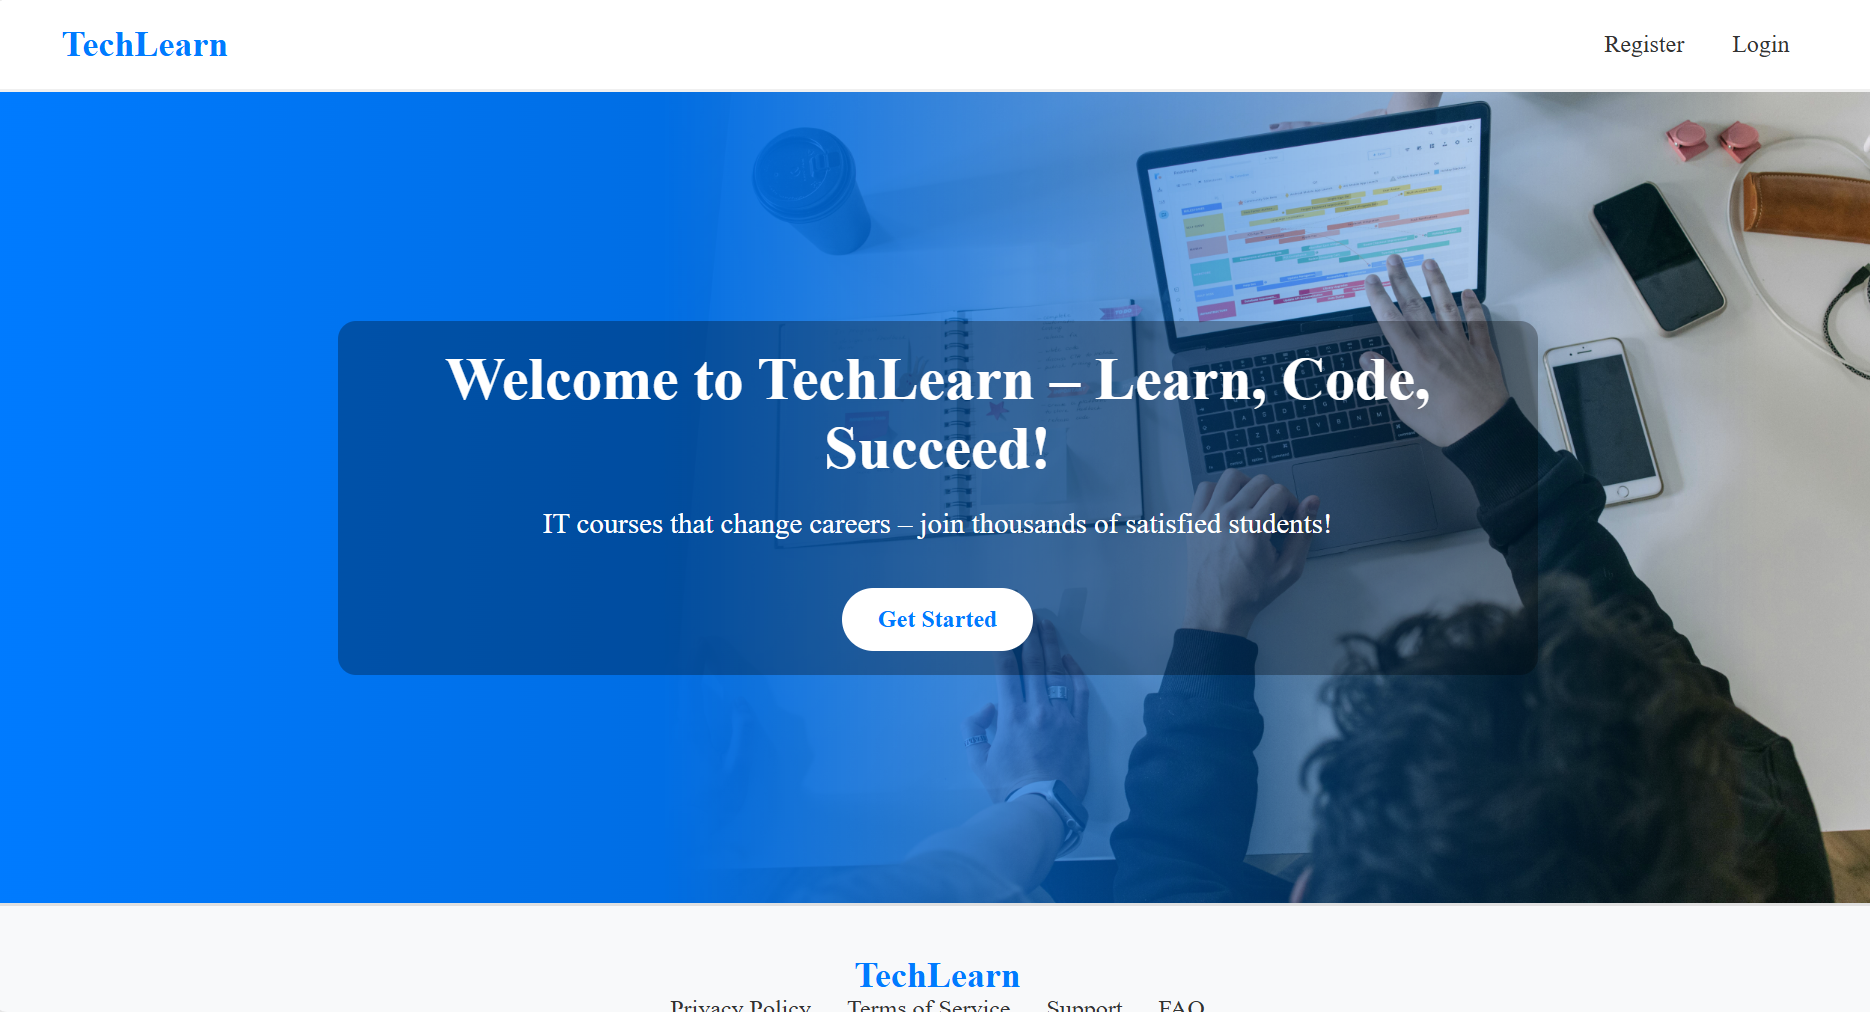 TechLearn
Register
Login
Welcome to TechLearn – Learn, Code,
Succeed!
IT courses that change careers – join thousands of satisfied students!
Get Started
TechLearn
Privacy Policy
Terms of Service
Support
FAQ